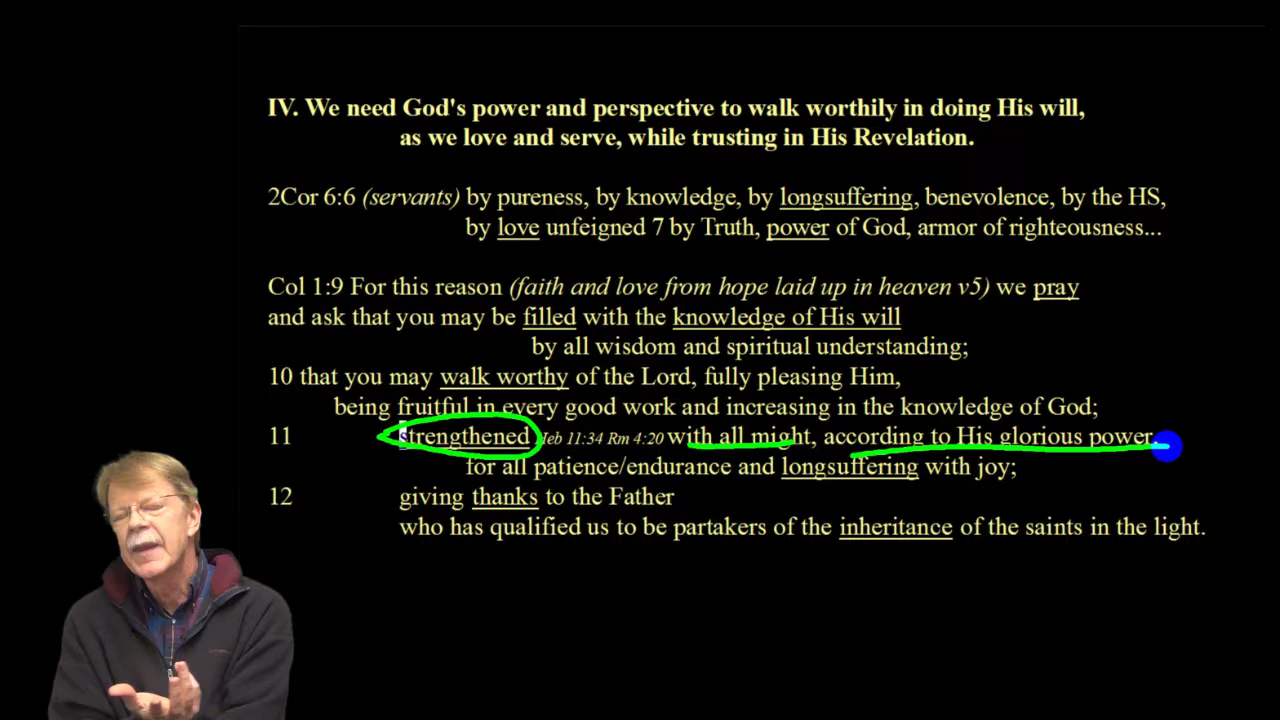 IV. We need God's power and perspective to walk worthily in doing His will,
as we love and serve, while trusting in His Revelation.
2Cor 6:6 (servants) by pureness, by knowledge, by longsuffering, benevolence, by the HS,
by love unfeigned 7 by Truth, power of God, armor of righteousness...
Col 1:9 For this reason (faith and love from hope laid up in heaven v5) we pray
and ask that you may be filled with the knowledge of His will
by all wisdom and spiritual understanding;
10 that you may walk worthy of the Lord, fully pleasing Him,
being fruitful in every good work and increasing in the knowledge of God;
11 strengthened Heb 11:34 Rm 4:20 with all might, according to His glorious power,
for all patience/endurance and longsuffering with joy;
12 giving thanks to the Father
who has qualified us to be partakers of the inheritance of the saints in the light.